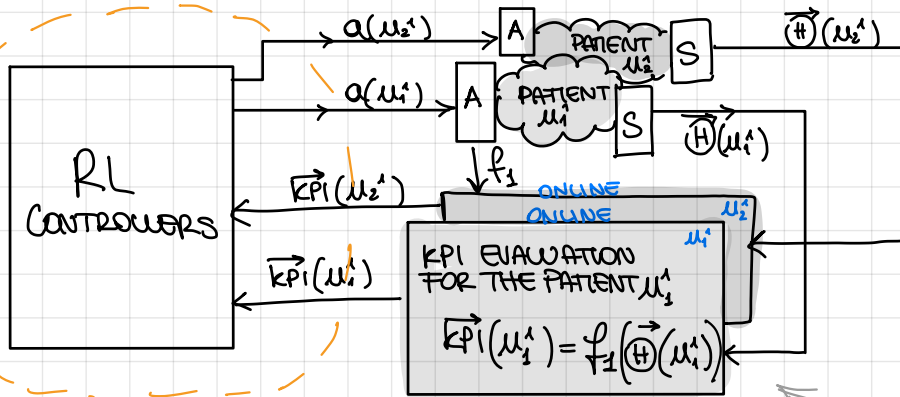 a(μ₂¹)
A
PATIENT
μ₂¹
S
Ⓗ⃗(μ₂¹)
a(μ₁¹)
A
PATIENT
μ₁¹
S
Ⓗ⃗(μ₁¹)
RL
CONTROLLERS
f₁
KPI⃗(μ₂¹)
ONLINE
μ₂¹
ONLINE
μ₁¹
KPI⃗(μ₁¹)
KPI EVALUATION
FOR THE PATIENT μ₁¹
KPI⃗(μ₁¹) = f₁(Ⓗ⃗(μ₁¹))